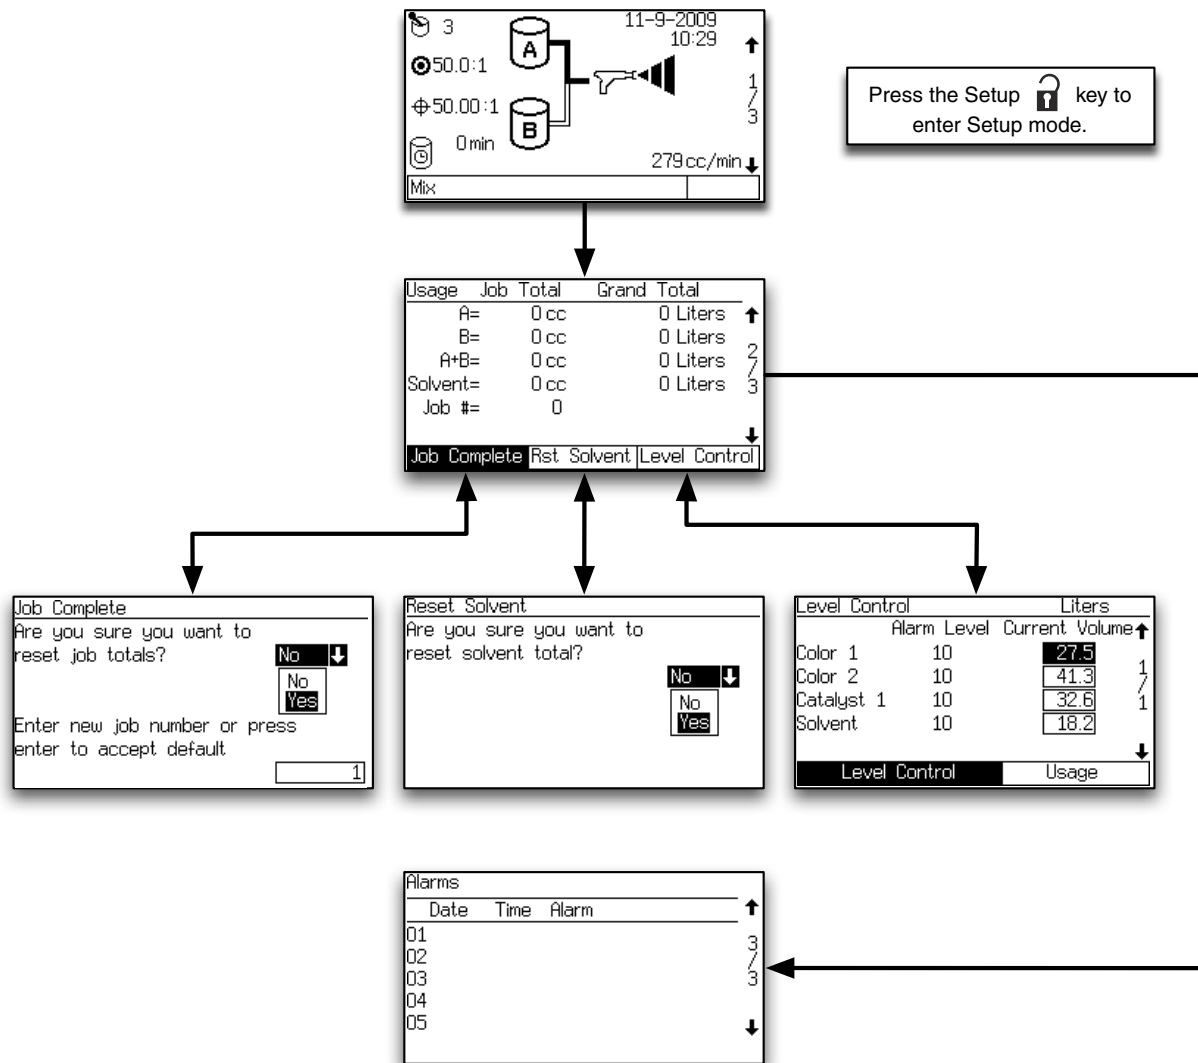 3
11-9-2009
10:29
A
50.0:1
50.00:1
1/3
B
0 min
279 cc/min
Mix
Press the Setup key to
enter Setup mode.
Usage Job Total Grand Total
A= 0 cc 0 Liters
B= 0 cc 0 Liters
A+B= 0 cc 0 Liters
Solvent= 0 cc 0 Liters
Job #= 0
2/3
Job Complete Rst Solvent Level Control
Job Complete
Are you sure you want to
reset job totals? No
No
Yes
Enter new job number or press
enter to accept default
1
Reset Solvent
Are you sure you want to
reset solvent total?
No
No
Yes
Level Control Liters
Alarm Level Current Volume
Color 1 10 27.5
Color 2 10 41.3
Catalyst 1 10 32.6
Solvent 10 18.2
1/1
Level Control Usage
Alarms
Date Time Alarm
01
02
03
04
05
3/3